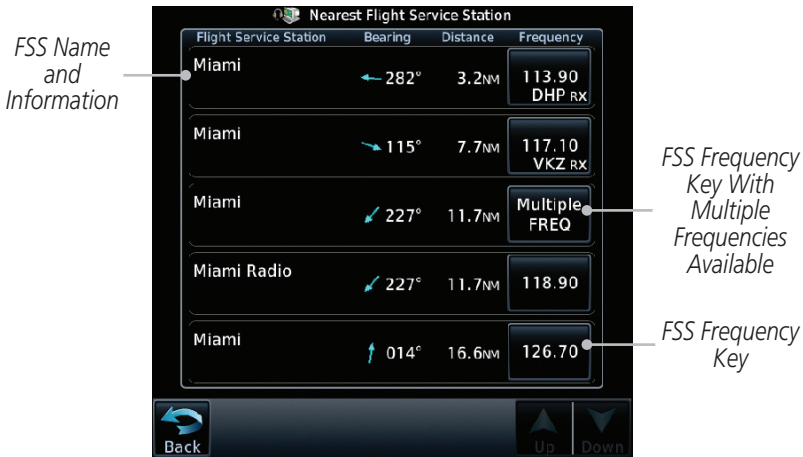 Nearest Flight Service Station
Flight Service Station Bearing Distance Frequency
FSS Name
and
Information
Miami 282° 3.2NM 113.90
DHP RX
Miami 115° 7.7NM 117.10
VKZ RX
Miami 227° 11.7NM Multiple
FREQ
FSS Frequency
Key With
Multiple
Frequencies
Available
Miami Radio 227° 11.7NM 118.90
Miami 014° 16.6NM 126.70
FSS Frequency
Key
Back Up Down